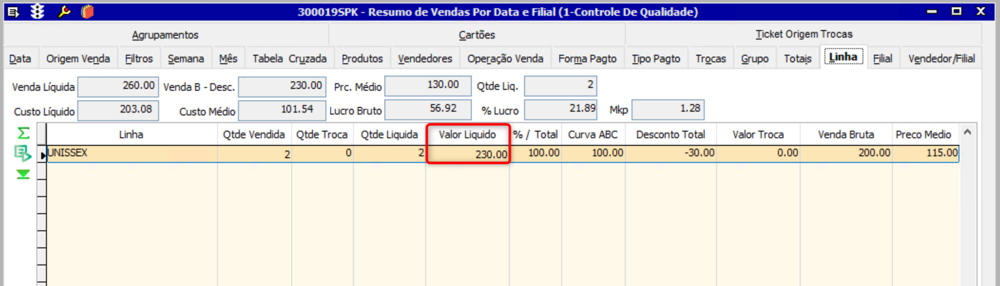 300019SPK - Resumo de Vendas Por Data e Filial (1-Controle De Qualidade)
Agrupamentos Cartões Ticket Origem Trocas
Data Origem Venda Filtros Semana Mês Tabela Cruzada Produtos Vendedores Operação Venda Forma Pagto Tipo Pagto Trocas Grupo Totais Linha Filial Vendedor/Filial
Venda Líquida 260.00 Venda B - Desc. 230.00 Prc. Médio 130.00 Qtde Liq. 2
Custo Líquido 203.08 Custo Médio 101.54 Lucro Bruto 56.92 % Lucro 21.89 Mkp 1.28
Linha Qtde Vendida Qtde Troca Qtde Liquida Valor Liquido % / Total Curva ABC Desconto Total Valor Troca Venda Bruta Preco Medio
UNISSEX 2 0 2 230.00 100.00 100.00 -30.00 0.00 200.00 115.00